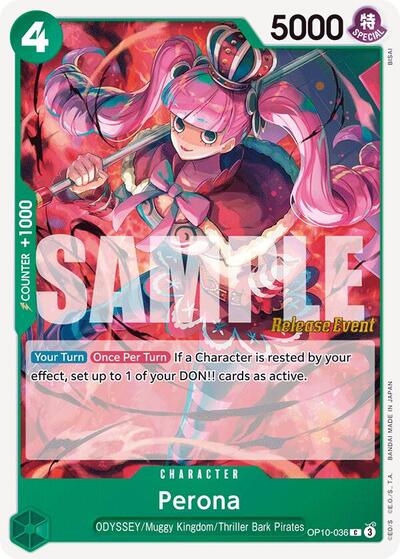 4
5000
特
SPECIAL
BISAI
COUNTER +1000
SAMPLE
Release Event
Your Turn Once Per Turn If a Character is rested by your
effect, set up to 1 of your DON!! cards as active.
CHARACTER
Perona
ODYSSEY/Muggy Kingdom/Thriller Bark Pirates
OP10-036 C 3
©E.O/S ©E.O./S., T.A. BANDAI MADE IN JAPAN